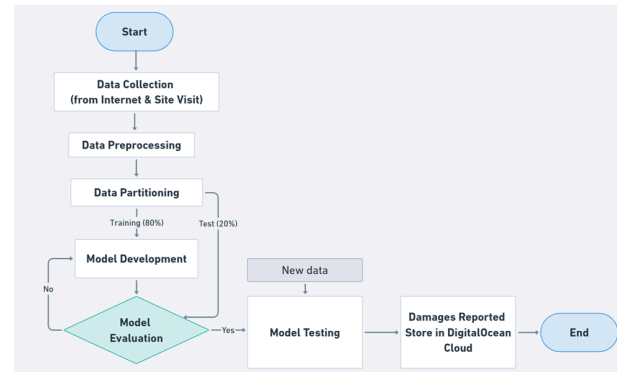 Start
Data Collection
(from Internet & Site Visit)
Data Preprocessing
Data Partitioning
Training (80%)
Test (20%)
Model Development
No
Model
Evaluation
Yes
New data
Model Testing
Damages Reported
Store in DigitalOcean
Cloud
End